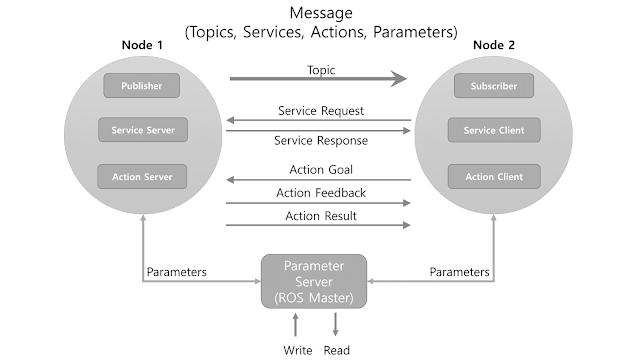 Message
(Topics, Services, Actions, Parameters)
Node 1
Node 2
Publisher
Topic
Subscriber
Service Request
Service Server
Service Client
Service Response
Action Goal
Action Server
Action Client
Action Feedback
Action Result
Parameters
Parameter
Server
(ROS Master)
Parameters
Write
Read